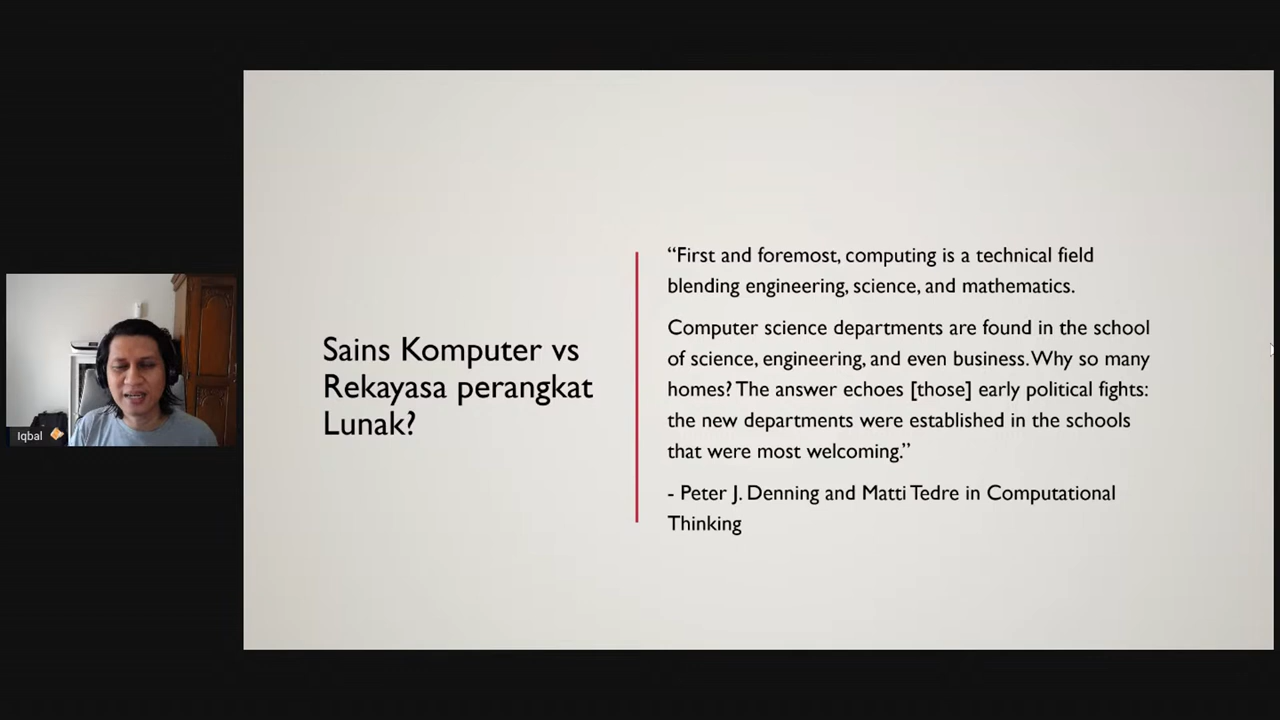 Sains Komputer vs
Rekayasa perangkat
Lunak?
“First and foremost, computing is a technical field
blending engineering, science, and mathematics.
Computer science departments are found in the school
of science, engineering, and even business. Why so many
homes? The answer echoes [those] early political fights:
the new departments were established in the schools
that were most welcoming.”
- Peter J. Denning and Matti Tedre in Computational
Thinking
Iqbal